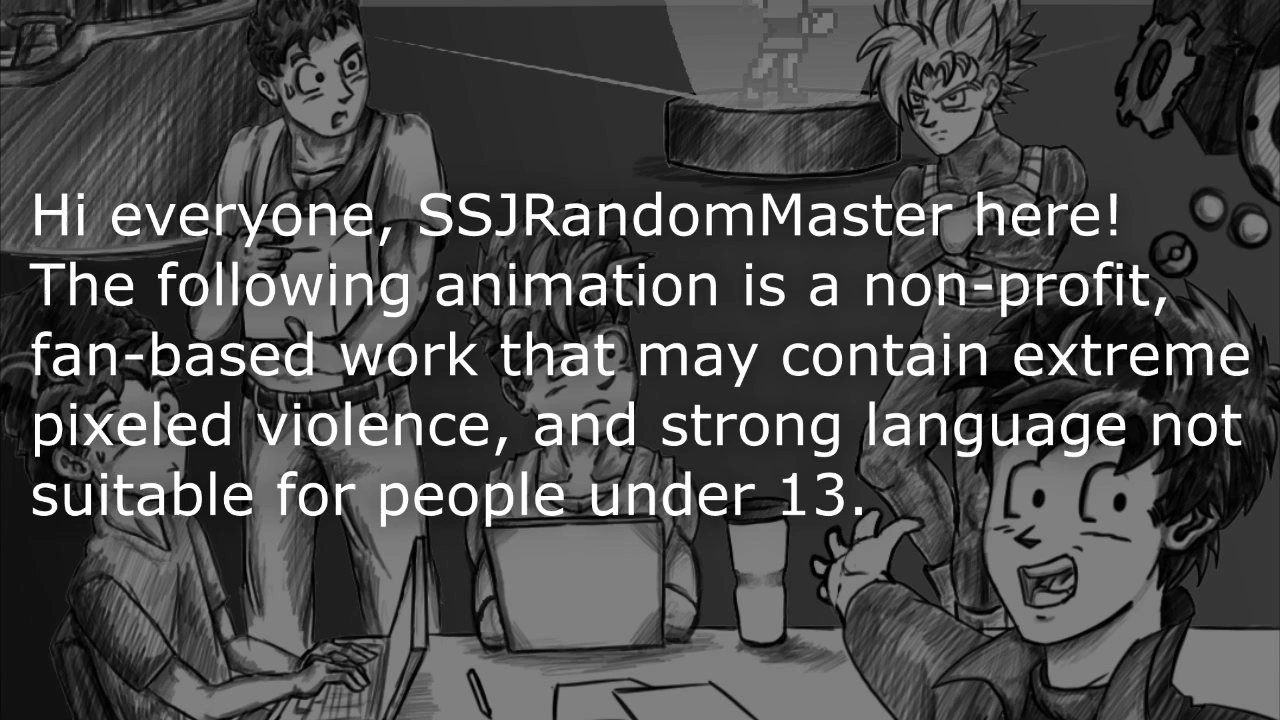 Hi everyone, SSJRandomMaster here!
The following animation is a non-profit,
fan-based work that may contain extreme
pixeled violence, and strong language not
suitable for people under 13.